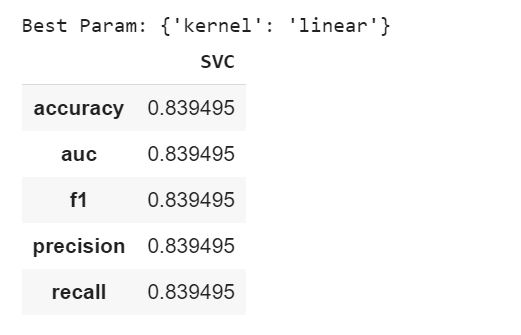 Best Param: {'kernel': 'linear'}
SVC
accuracy 0.839495
auc 0.839495
f1 0.839495
precision 0.839495
recall 0.839495